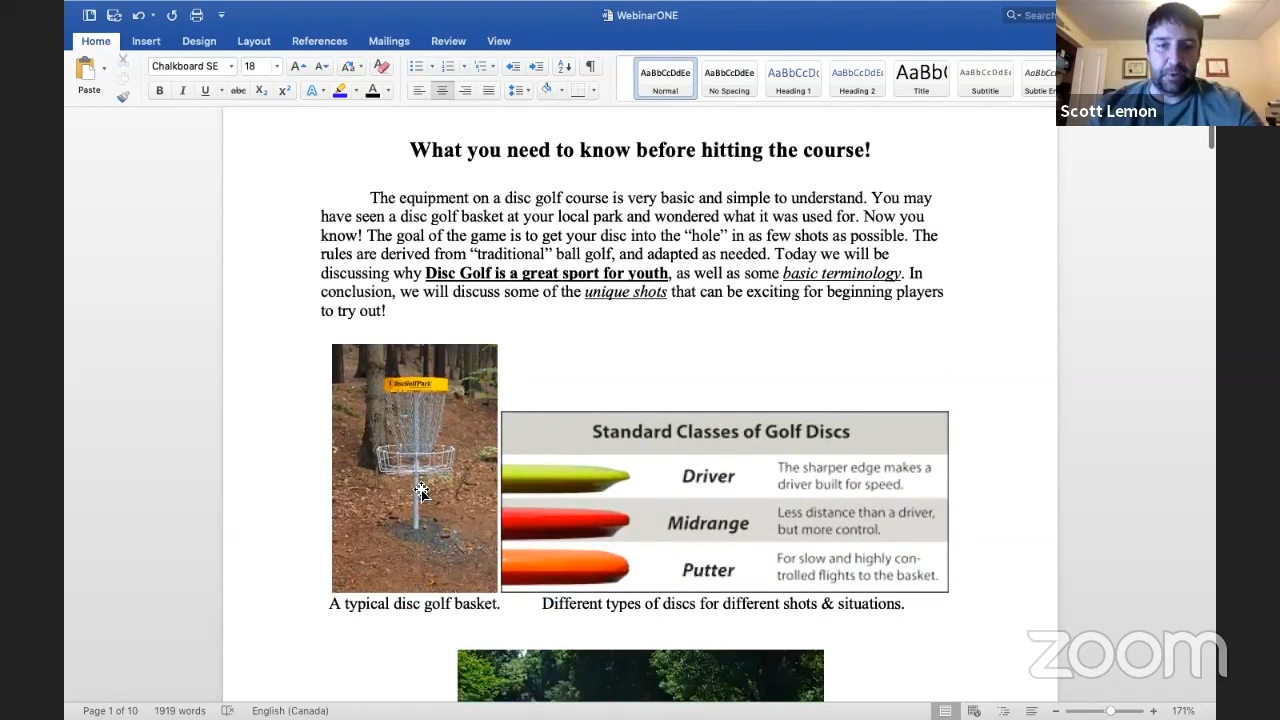 WebinarONE
Search
Home Insert Design Layout References Mailings Review View
Paste
Chalkboard SE 18
B I U abc X₂ X²
AaBbCcDdEe AaBbCcDdEe AaBbCcDc AaBbCcDdEe AaBb( AaBbCcDdEe AaBbCcDdEe
Normal No Spacing Heading 1 Heading 2 Title Subtitle Subtle Em
Scott Lemon
What you need to know before hitting the course!
The equipment on a disc golf course is very basic and simple to understand. You may
have seen a disc golf basket at your local park and wondered what it was used for. Now you
know! The goal of the game is to get your disc into the “hole” in as few shots as possible. The
rules are derived from “traditional” ball golf, and adapted as needed. Today we will be
discussing why Disc Golf is a great sport for youth, as well as some basic terminology. In
conclusion, we will discuss some of the unique shots that can be exciting for beginning players
to try out!
DiscGolfPark
Standard Classes of Golf Discs
Driver The sharper edge makes a
driver built for speed.
Midrange Less distance than a driver,
but more control.
Putter For slow and highly con-
trolled flights to the basket.
A typical disc golf basket. Different types of discs for different shots & situations.
zoom
Page 1 of 10 1919 words English (Canada) 171%